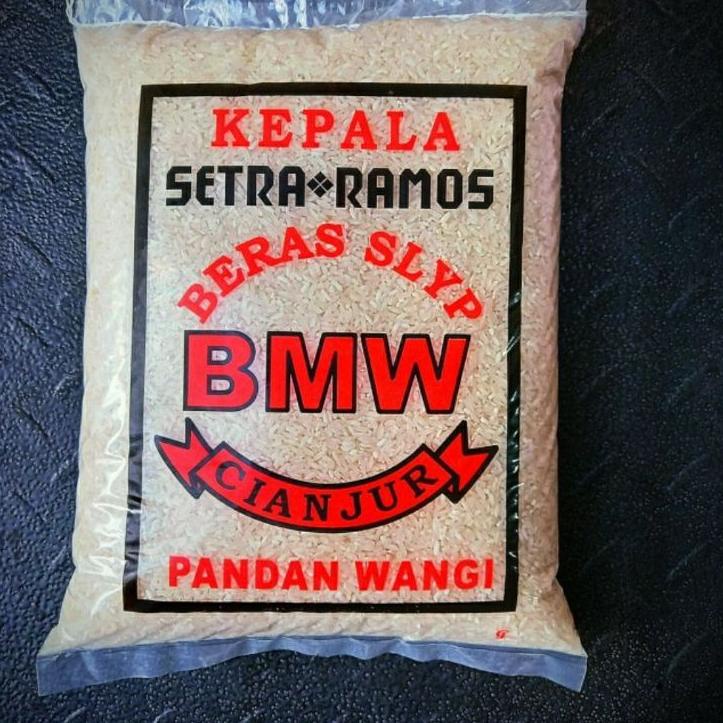 KEPALA
SETRA❖RAMOS
BERAS SLYP
BMW
CIANJUR
PANDAN WANGI